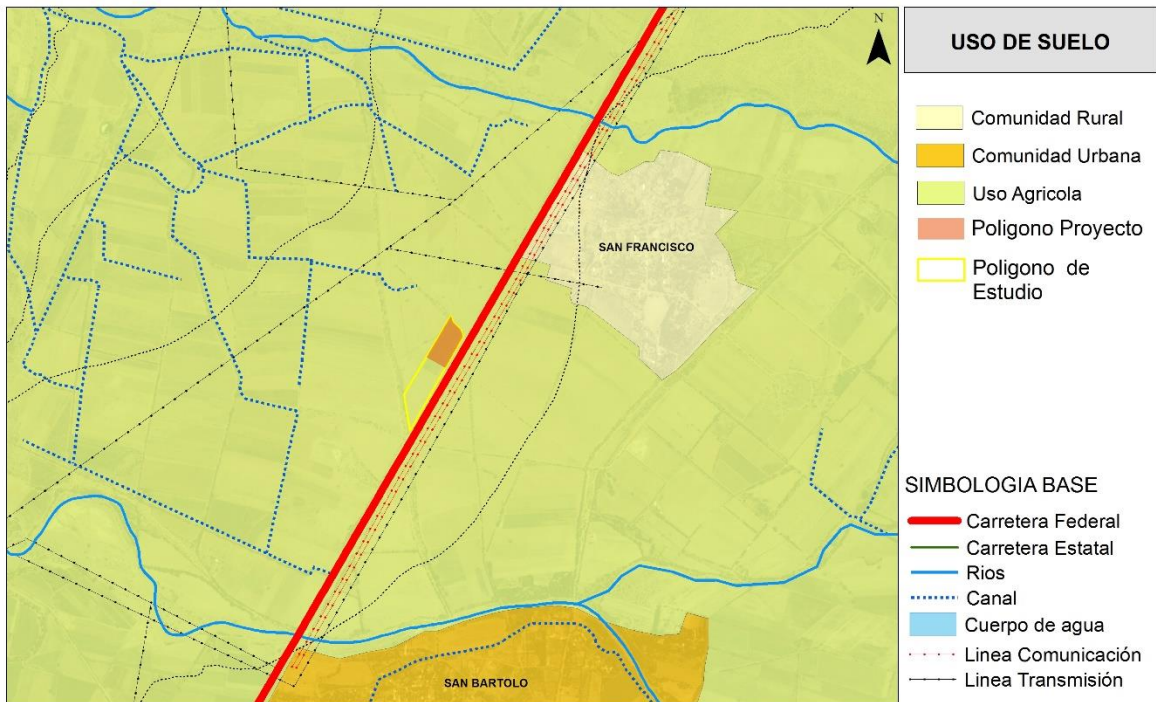 N
SAN FRANCISCO
SAN BARTOLO
USO DE SUELO
Comunidad Rural
Comunidad Urbana
Uso Agricola
Poligono Proyecto
Poligono de
Estudio
SIMBOLOGIA BASE
Carretera Federal
Carretera Estatal
Rios
Canal
Cuerpo de agua
Linea Comunicación
Linea Transmisión